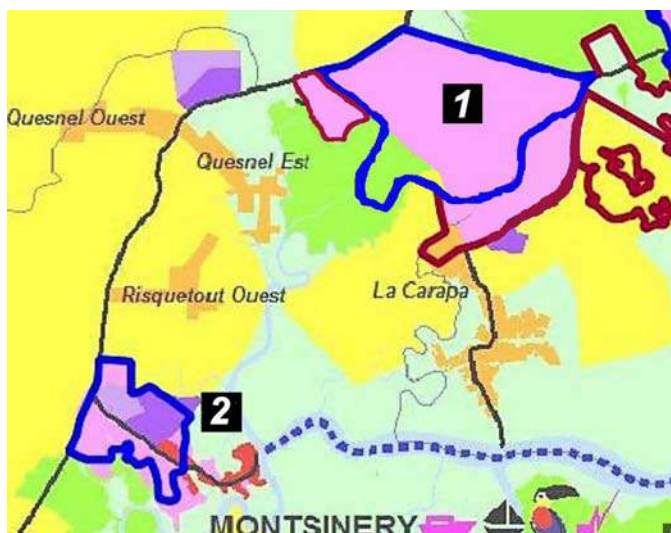 1
Quesnel Ouest
Quesnel Est
Risquetout Ouest
La Carapa
2
MONTSINERY